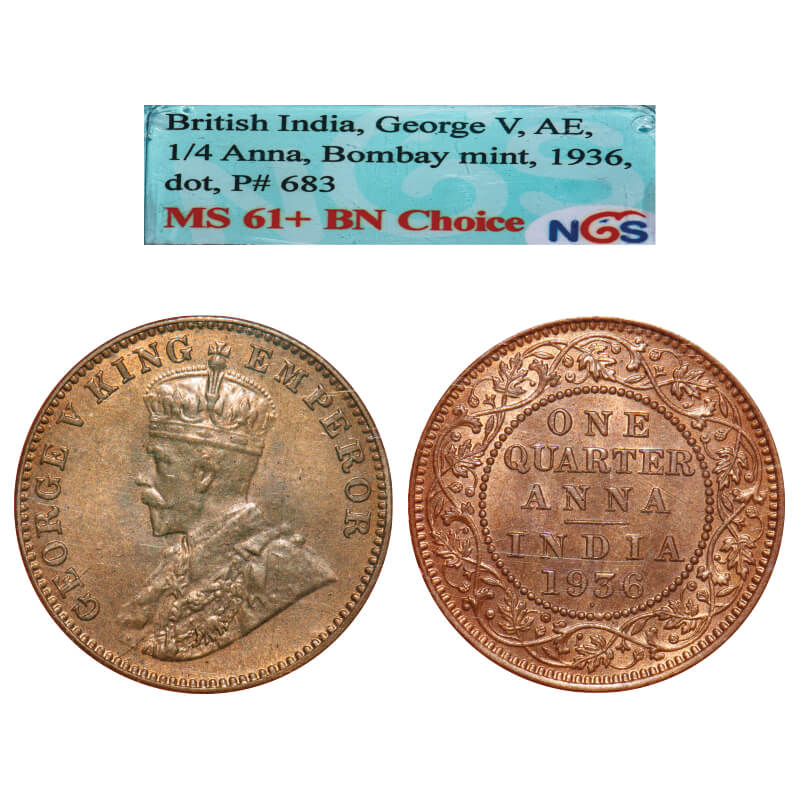 British India, George V, AE,
1/4 Anna, Bombay mint, 1936,
dot, P# 683
MS 61+ BN Choice
NGS
GEORGE V KING EMPEROR
ONE
QUARTER
ANNA
INDIA
1936